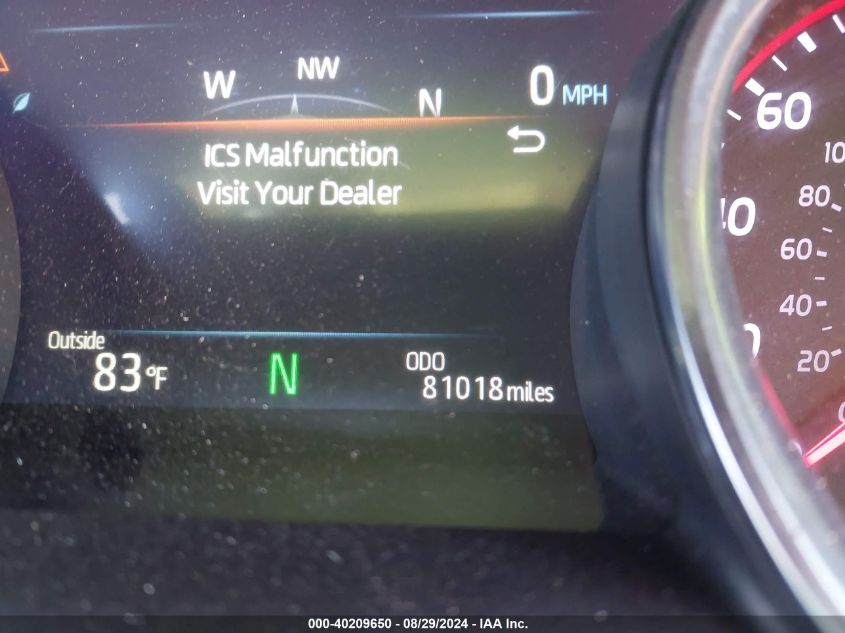 W NW N 0 MPH
ICS Malfunction
Visit Your Dealer
Outside
83°F
N
ODO
81018 miles
60
80
60
40
20
000-40209650 - 08/29/2024 - IAA Inc.